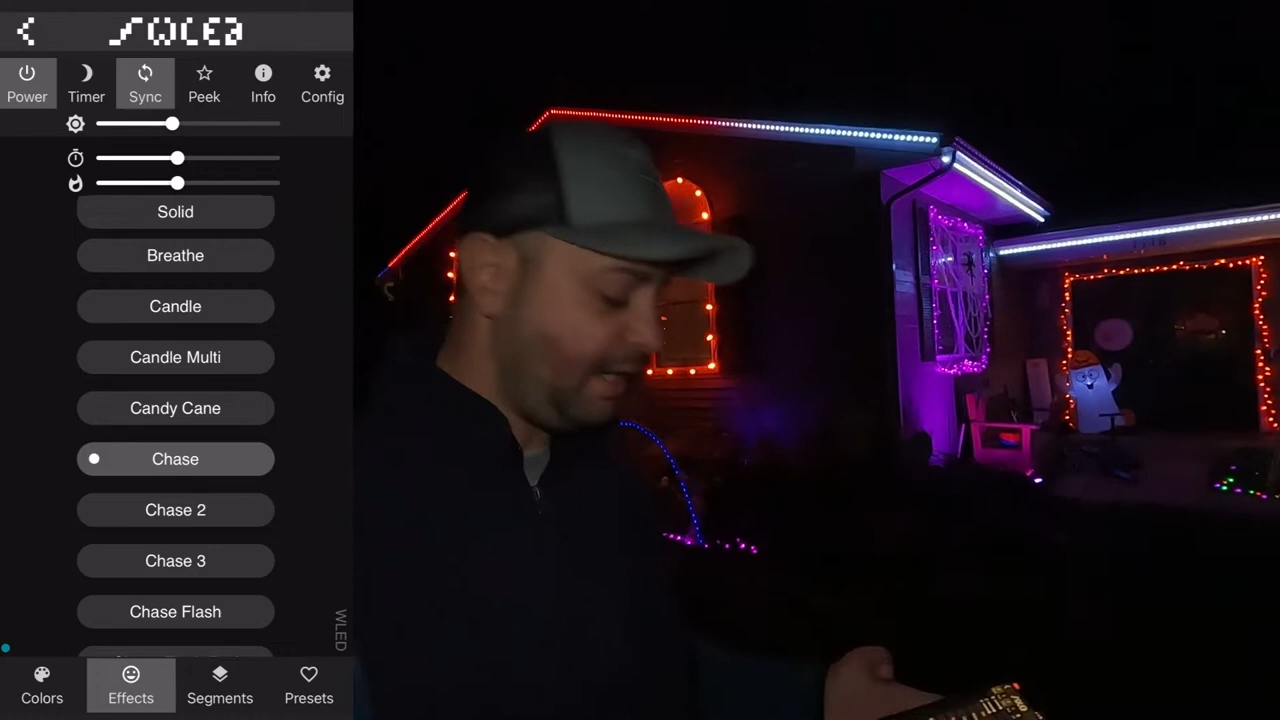 WLED
Power
Timer
Sync
Peek
Info
Config
Solid
Breathe
Candle
Candle Multi
Candy Cane
Chase
Chase 2
Chase 3
Chase Flash
WLED
Colors
Effects
Segments
Presets